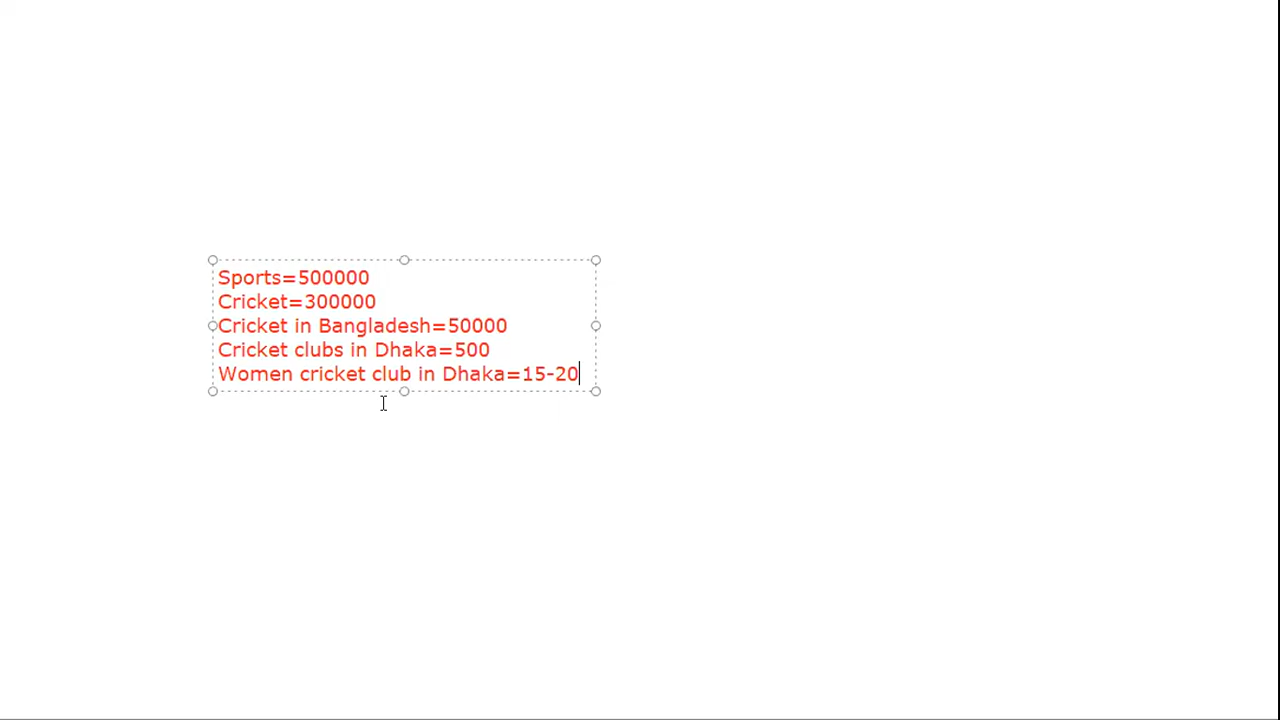 Sports=500000
Cricket=300000
Cricket in Bangladesh=50000
Cricket clubs in Dhaka=500
Women cricket club in Dhaka=15-20